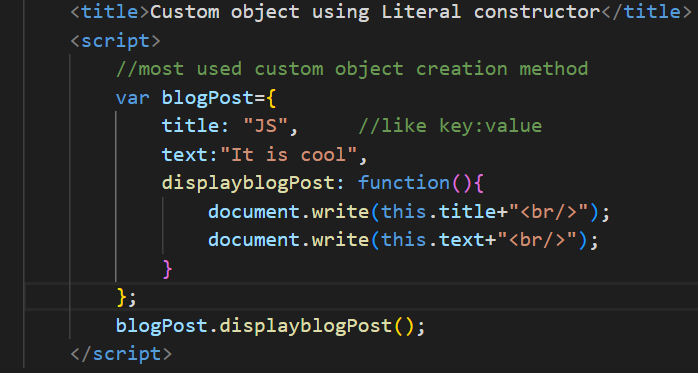 <title>Custom object using Literal constructor</title>
<script>
//most used custom object creation method
var blogPost={
title: "JS",     //like key:value
text:"It is cool",
displayblogPost: function(){
document.write(this.title+"<br/>");
document.write(this.text+"<br/>");
}
};
blogPost.displayblogPost();
</script>